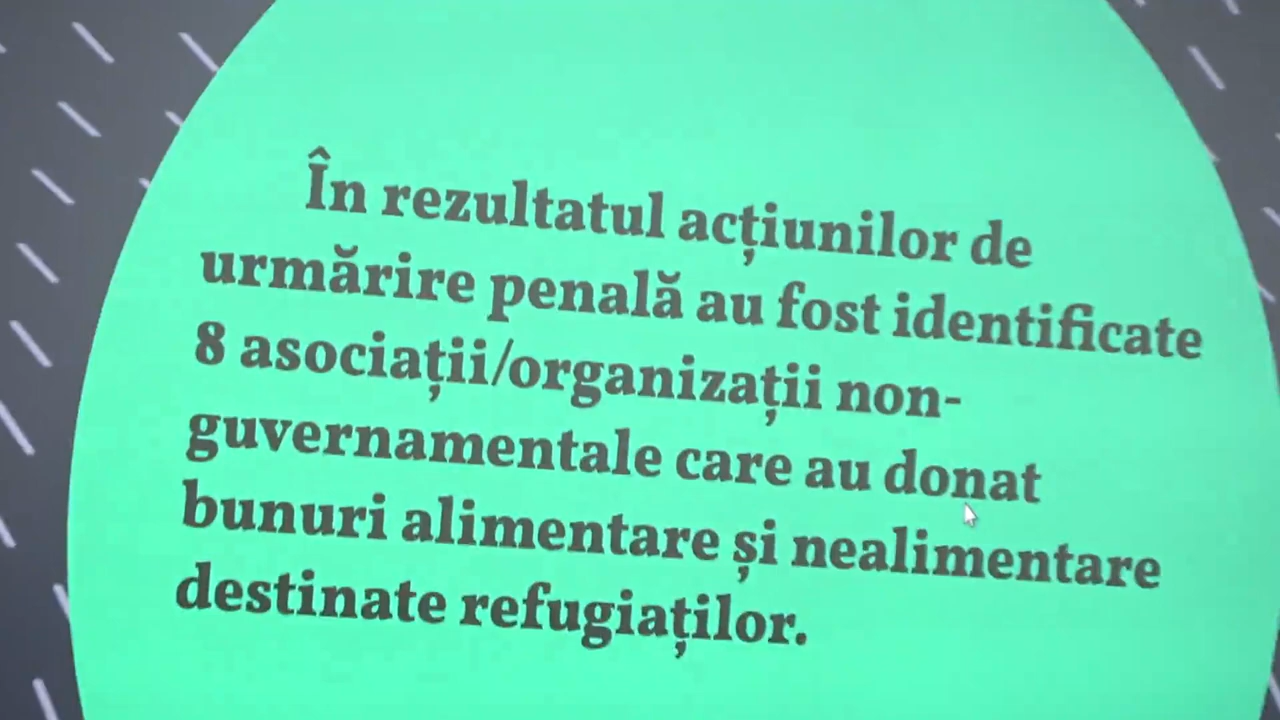 În rezultatul acțiunilor de
urmărire penală au fost identificate
8 asociații/organizații non-
guvernamentale care au donat
bunuri alimentare și nealimentare
destinate refugiaților.